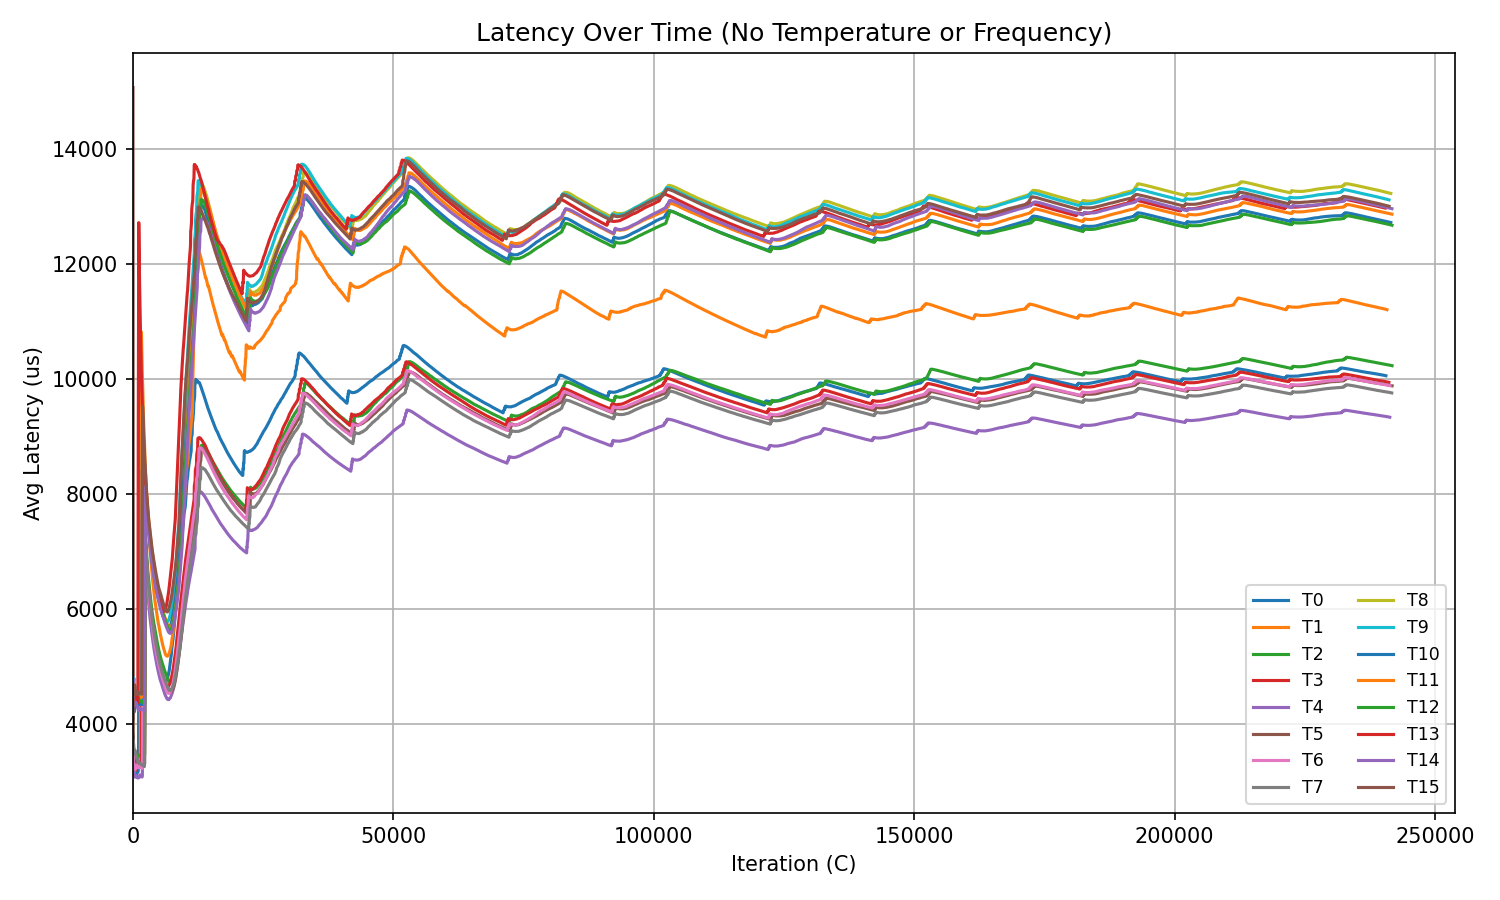 Latency Over Time (No Temperature or Frequency)
Avg Latency (us)
14000
12000
10000
8000
6000
4000
0 50000 100000 150000 200000 250000
Iteration (C)
T0 T8
T1 T9
T2 T10
T3 T11
T4 T12
T5 T13
T6 T14
T7 T15